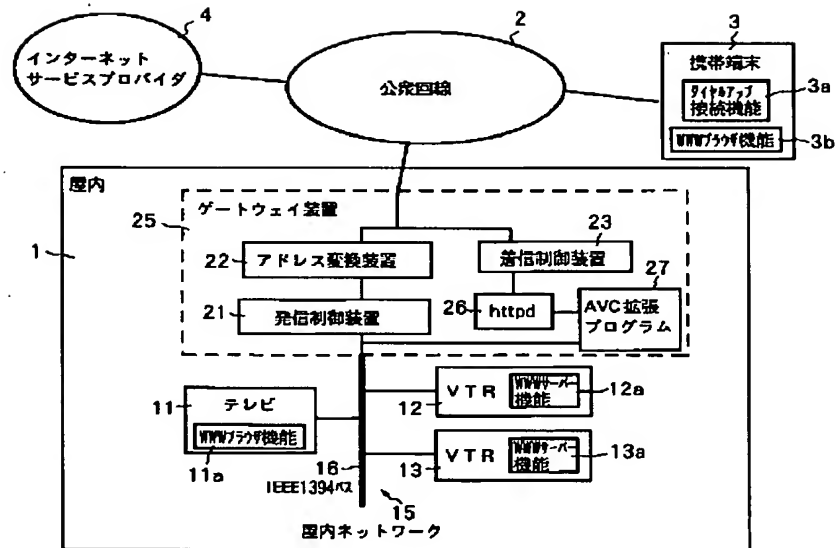 4
インターネット
サービスプロバイダ
2
公衆回線
3
携帯端末
ダイヤルアップ
接続機能
3a
WWWブラウザ機能
3b
屋内
1
25
ゲートウェイ装置
22
アドレス変換装置
23
着信制御装置
21
発信制御装置
26
httpd
27
AVC拡張
プログラム
11
テレビ
WWWブラウザ機能
11a
16
IEEE1394バス
15
屋内ネットワーク
12
VTR
WWWサーバー
機能
12a
13
VTR
WWWサーバー
機能
13a